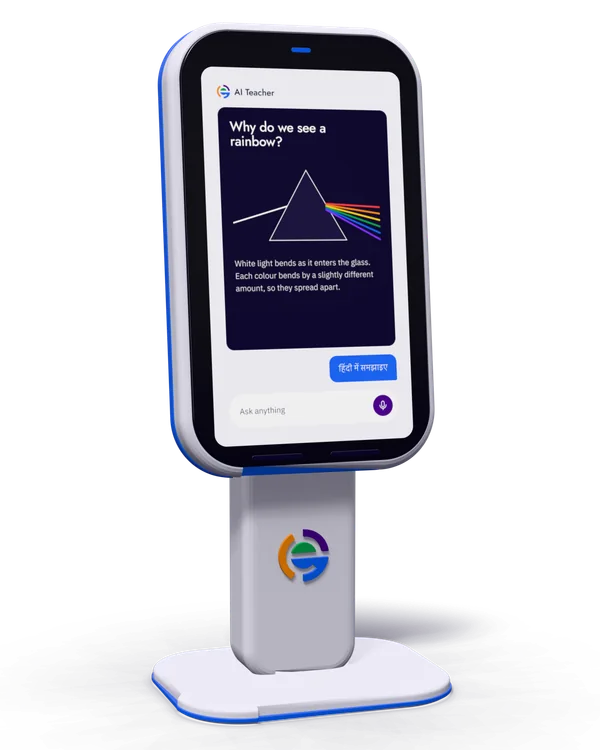 AI Teacher
Why do we see a
rainbow?
White light bends as it enters the glass.
Each colour bends by a slightly different
amount, so they spread apart.
हिंदी में समझाइए
Ask anything